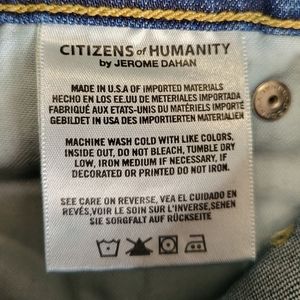 CITIZENS of HUMANITY
by JEROME DAHAN
MADE IN U.S.A OF IMPORTED MATERIALS
HECHO EN LOS EE.UU DE METERIALES IMPORTADA
FABRIQUÉ AUX ETATS-UNIS DU MATIÈRES IMPORTÉ
GEBILDET IN USA DES IMPORTIERTEN MATERIALIEN
MACHINE WASH COLD WITH LIKE COLORS,
INSIDE OUT, DO NOT BLEACH, TUMBLE DRY
LOW, IRON MEDIUM IF NECESSARY, IF
DECORATED OR PRINTED DO NOT IRON.
SEE CARE ON REVERSE, VEA EL CUIDADO EN
REVÉS,VOIR LE SOIN SUR L'INVERSE,SEHEN
SIE SORGFALT AUF RÜCKSEITE